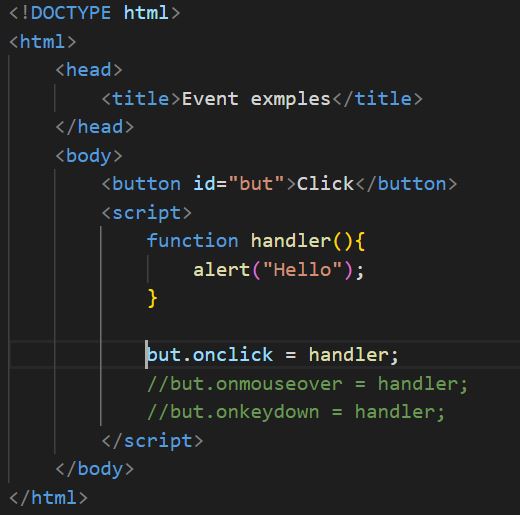 <!DOCTYPE html>
<html>
    <head>
        <title>Event exmples</title>
    </head>
    <body>
        <button id="but">Click</button>
        <script>
            function handler(){
                alert("Hello");
            }

            but.onclick = handler;
            //but.onmouseover = handler;
            //but.onkeydown = handler;
        </script>
    </body>
</html>